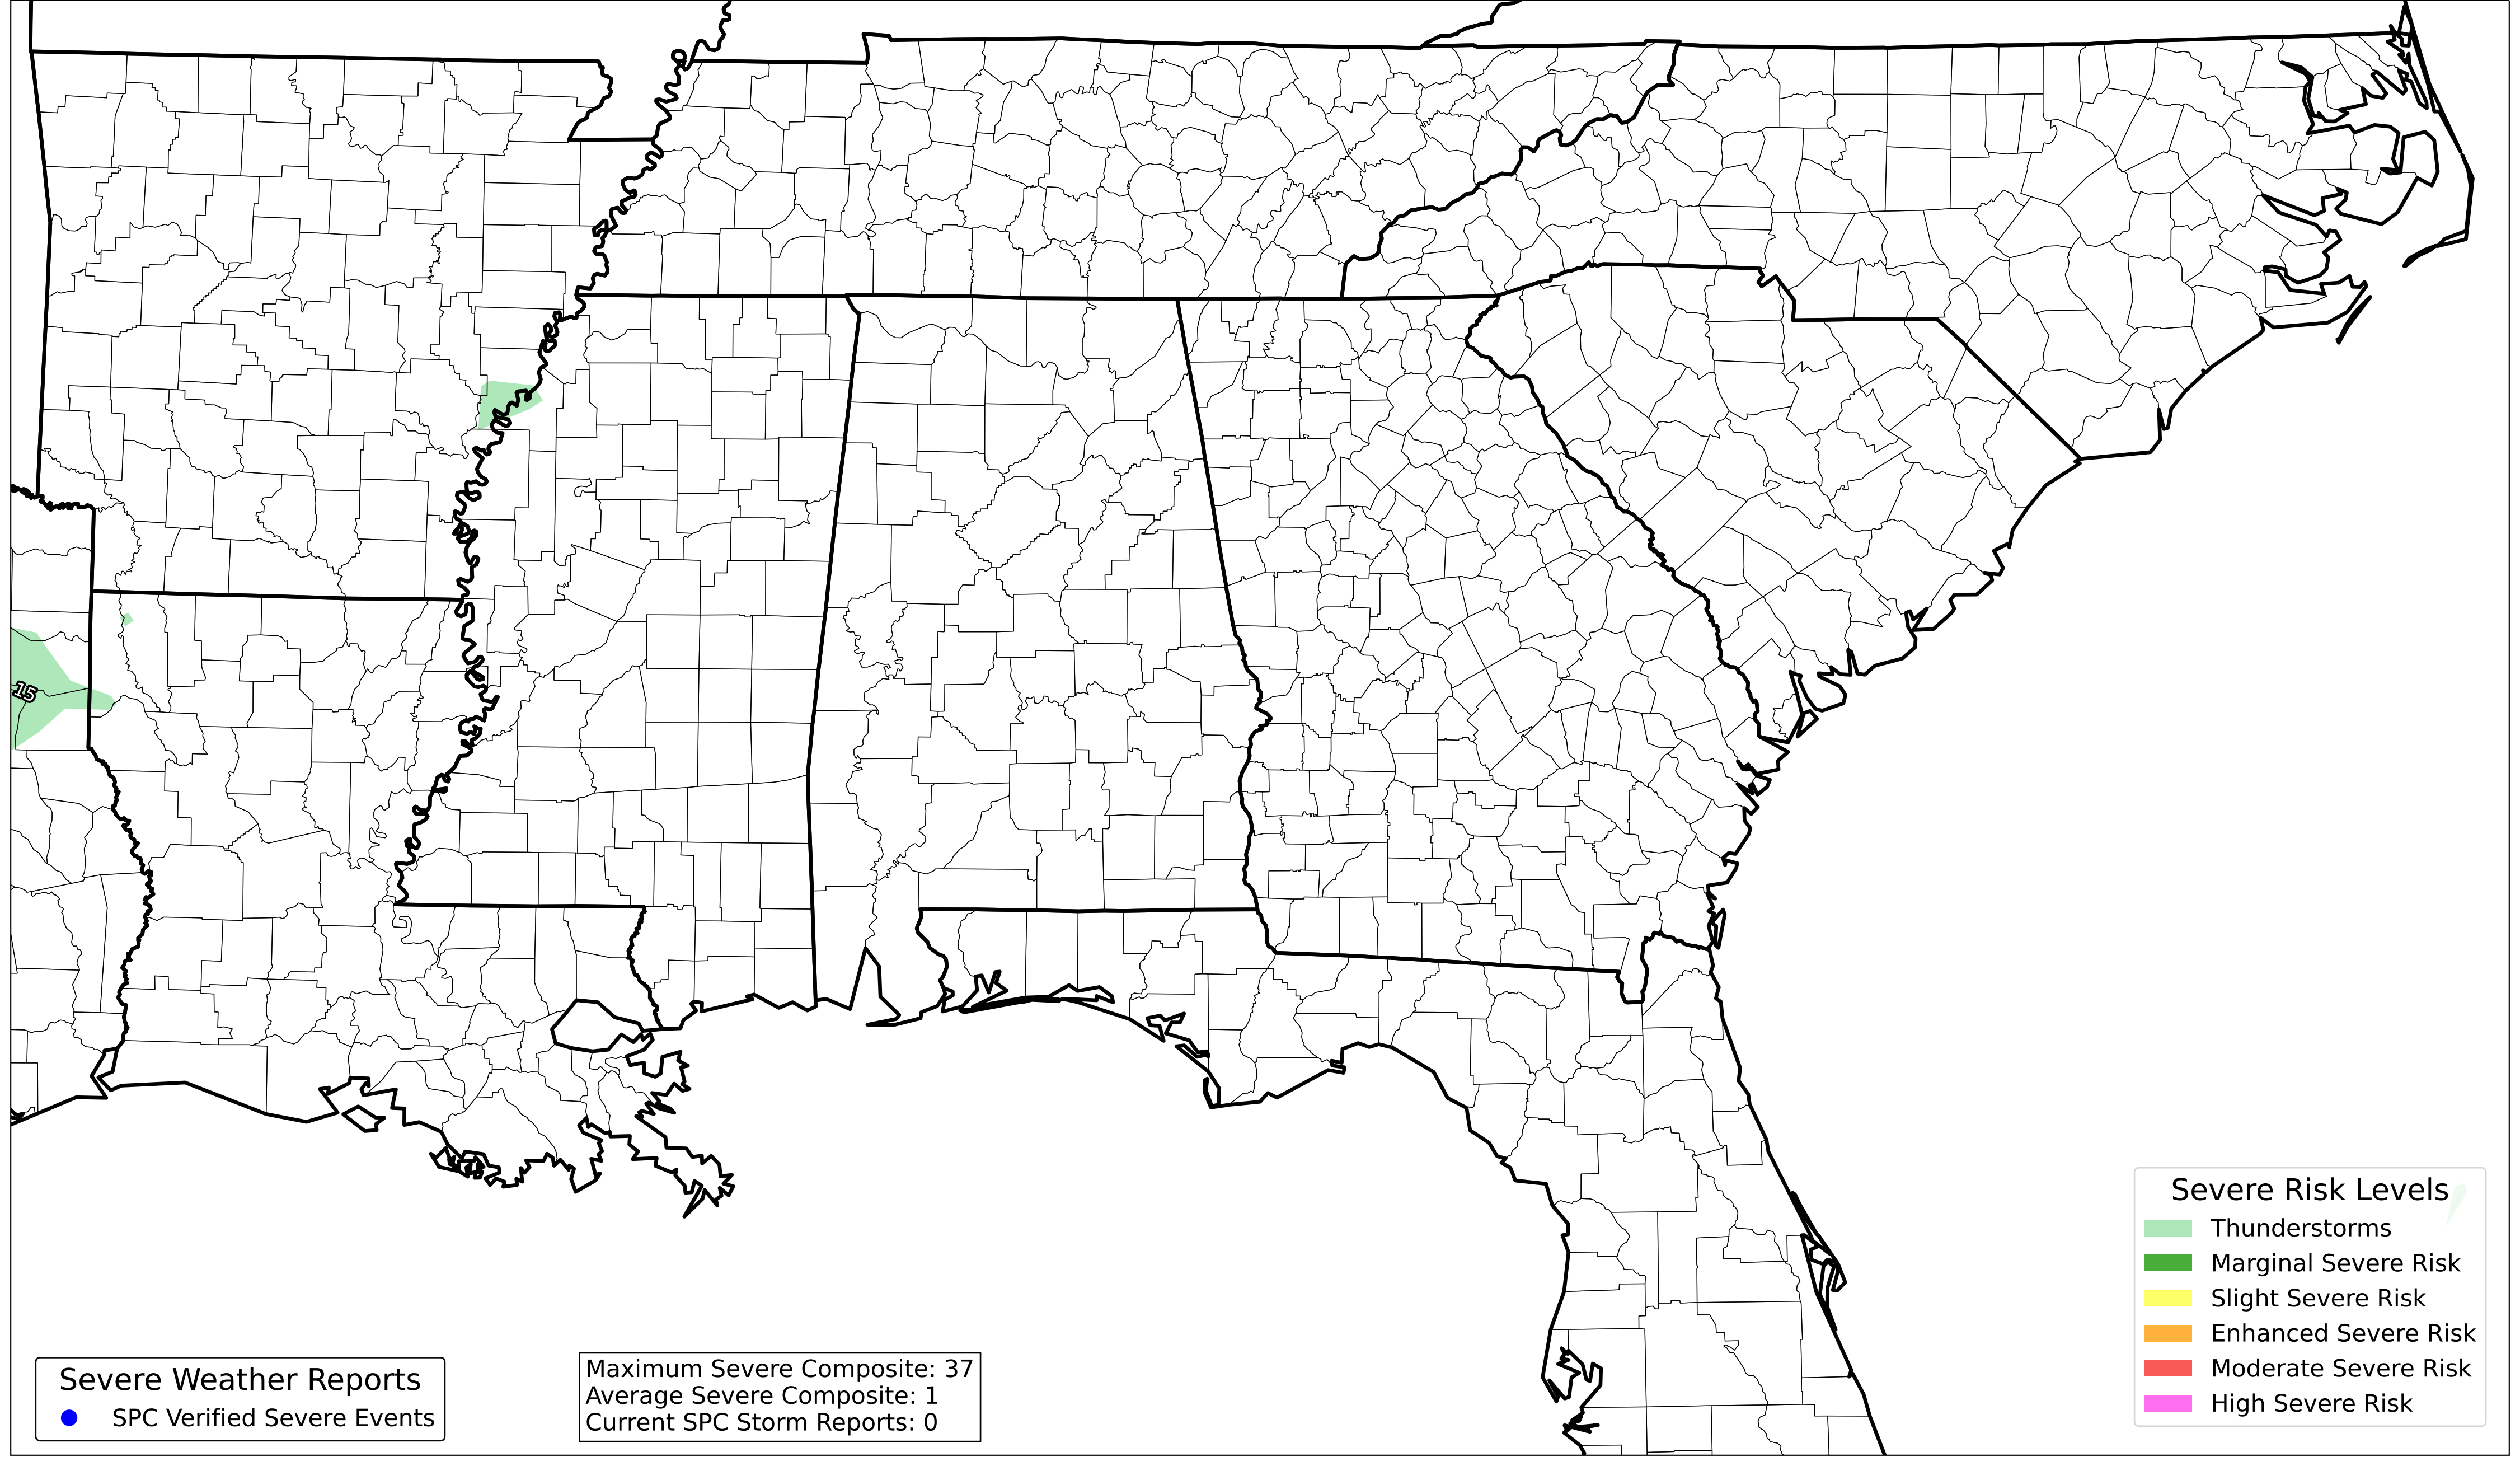 15
Severe Risk Levels
Thunderstorms
Marginal Severe Risk
Slight Severe Risk
Enhanced Severe Risk
Moderate Severe Risk
High Severe Risk
Severe Weather Reports
SPC Verified Severe Events
Maximum Severe Composite: 37
Average Severe Composite: 1
Current SPC Storm Reports: 0